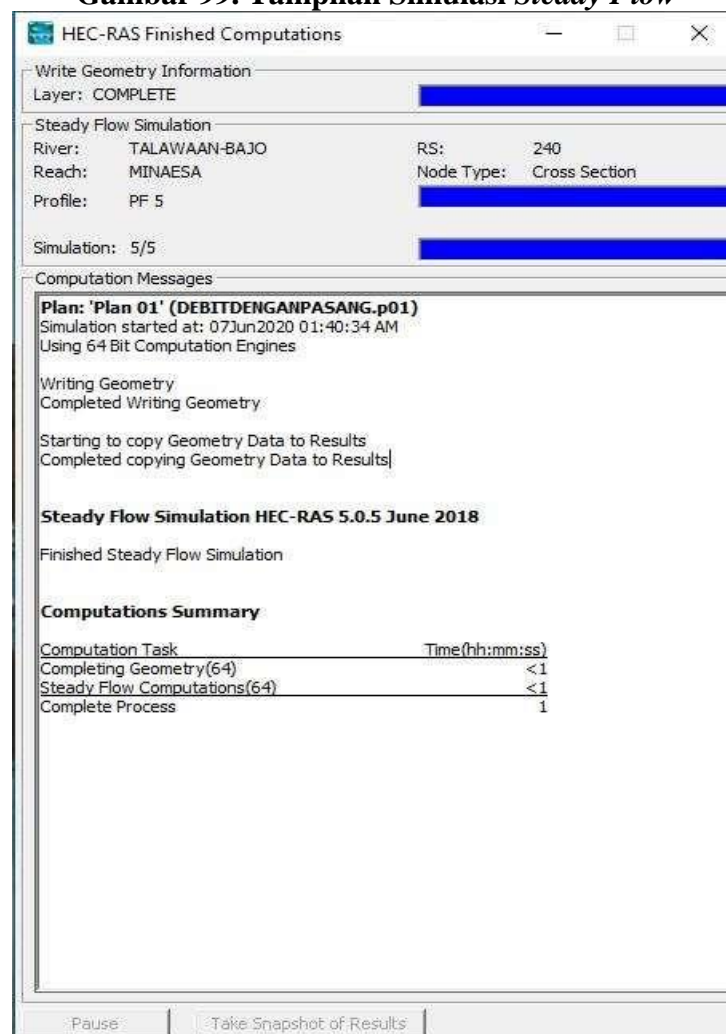 Gambar 99. Tampilan Simulasi Steady Flow
HEC-RAS Finished Computations
Write Geometry Information
Layer: COMPLETE
Steady Flow Simulation
River: TALAWAAN-BAJO RS: 240
Reach: MINAESA Node Type: Cross Section
Profile: PF 5
Simulation: 5/5
Computation Messages
Plan: 'Plan 01' (DEBITDENGANPASANG.p01)
Simulation started at: 07Jun2020 01:40:34 AM
Using 64 Bit Computation Engines
Writing Geometry
Completed Writing Geometry
Starting to copy Geometry Data to Results
Completed copying Geometry Data to Results
Steady Flow Simulation HEC-RAS 5.0.5 June 2018
Finished Steady Flow Simulation
Computations Summary
Computation Task Time(hh:mm:ss)
Completing Geometry(64) <1
Steady Flow Computations(64) <1
Complete Process 1
Pause Take Snapshot of Results